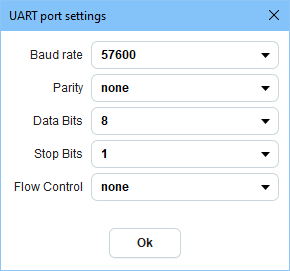 UART port settings
Baud rate 57600
Parity none
Data Bits 8
Stop Bits 1
Flow Control none
Ok